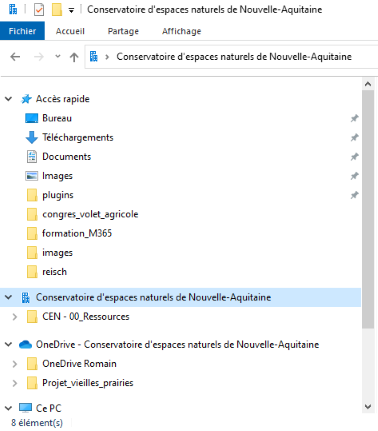 Conservatoire d'espaces naturels de Nouvelle-Aquitaine
Fichier Accueil Partage Affichage
Conservatoire d'espaces naturels de Nouvelle-Aquitaine
Accès rapide
Bureau
Téléchargements
Documents
Images
plugins
congres_volet_agricole
formation_M365
images
reisch
Conservatoire d'espaces naturels de Nouvelle-Aquitaine
CEN - 00_Ressources
OneDrive - Conservatoire d'espaces naturels de Nouvelle-Aquitaine
OneDrive Romain
Projet_vieilles_prairies
Ce PC
8 élément(s)